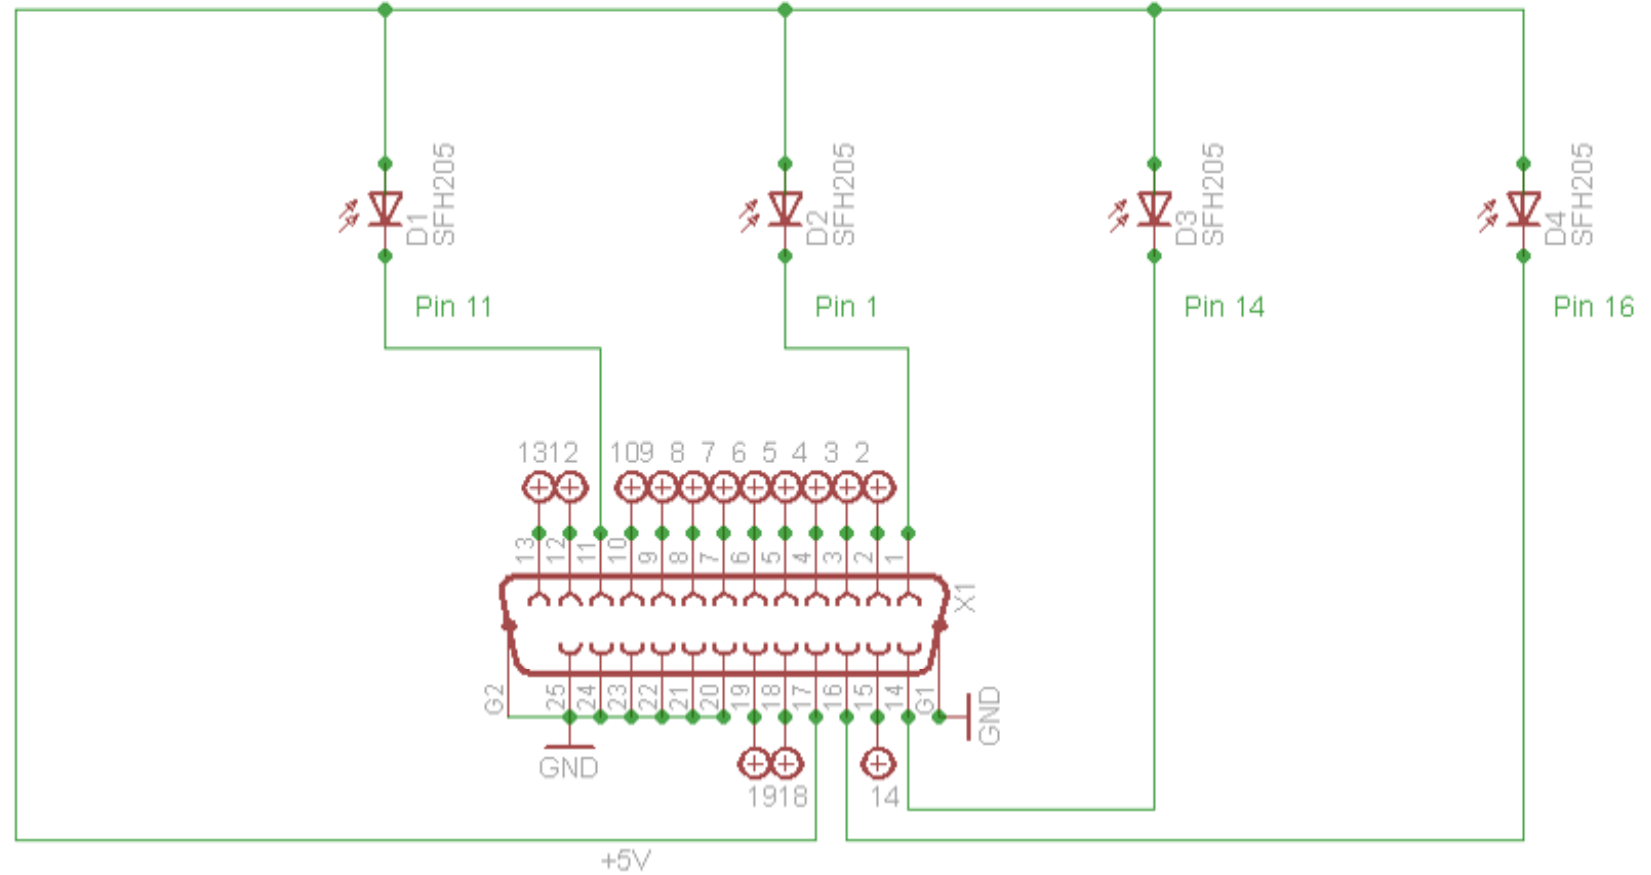 D1
SFH205
D2
SFH205
D3
SFH205
D4
SFH205
Pin 11
Pin 1
Pin 14
Pin 16
1312 109 8 7 6 5 4 3 2
13 12 11 10 9 8 7 6 5 4 3 2 1
X1
G2 25 24 23 22 21 20 19 18 17 16 15 14 G1
GND
GND
1918
14
+5V